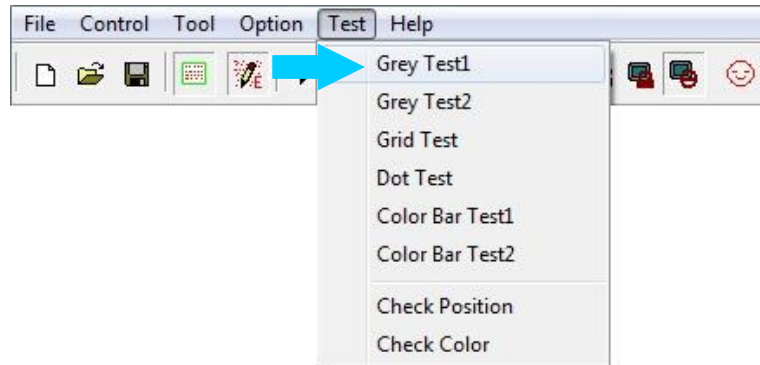 File Control Tool Option Test Help
Grey Test1
Grey Test2
Grid Test
Dot Test
Color Bar Test1
Color Bar Test2
Check Position
Check Color